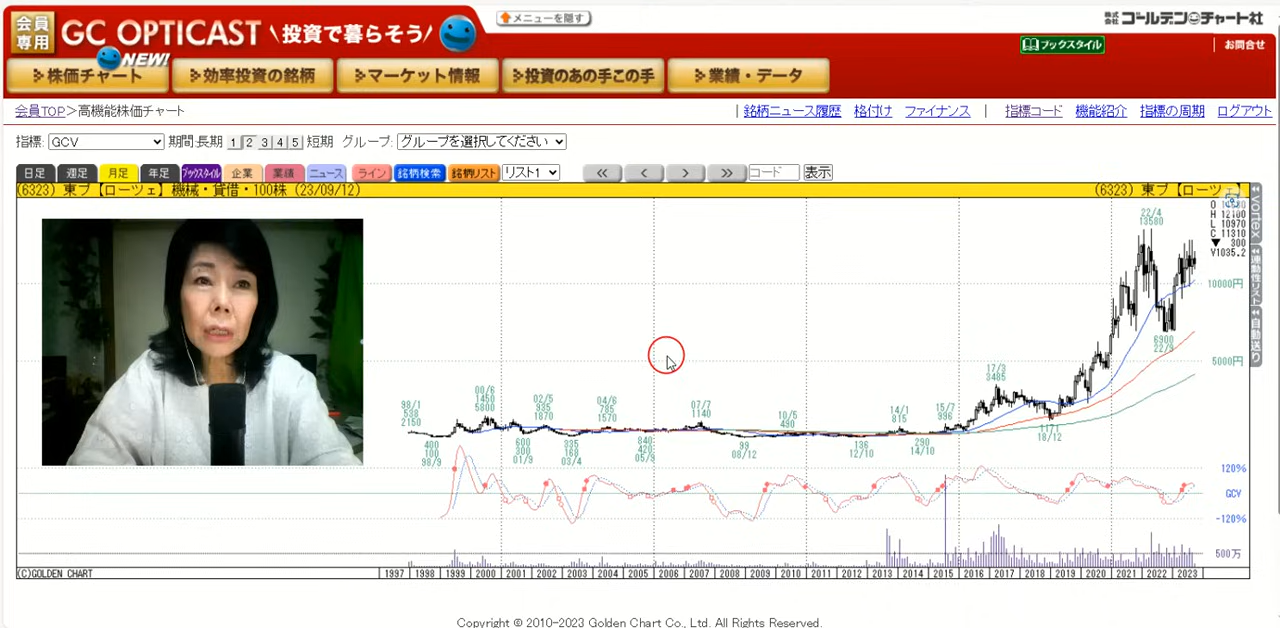 会員専用
GC OPTICAST \投資で暮らそう/
メニューを隠す
株式会社 ゴールデンチャート社
NEW!
ブックスタイル
お問合せ
株価チャート
効率投資の銘柄
マーケット情報
投資のあの手この手
業績・データ
会員TOP>高機能株価チャート
銘柄ニュース履歴 格付け ファイナンス | 指標コード 機能紹介 指標の周期 ログアウト
指標: GCV 期間:長期 1 2 3 4 5 短期 グループ: グループを選択してください
日足 週足 月足 年足 ブックスタイル 企業 業績 ニュース ライン 銘柄検索 銘柄リスト リスト1 << < > >> コード 表示
(6323) 東プ【ローツェ】機械・貸借・100株 (23/09/12)
(6323) 東プ【ローツェ】
H 12100
L 10970
C 11310
▼ 300
Y1035.2
vortex
連動性リスト
自動送り
22/4
13580
10000円
6900
22/9
5000円
17/3
3485
1171
18/12
98/1
538
2150
400
100
98/9
00/6
1450
5800
600
300
01/9
02/5
935
1870
335
168
03/4
04/6
785
1570
840
420
05/9
07/7
1140
99
08/12
10/5
490
136
12/10
14/1
815
290
14/10
15/7
996
120%
GCV
-120%
500万
(C)GOLDEN CHART
1997 1998 1999 2000 2001 2002 2003 2004 2005 2006 2007 2008 2009 2010 2011 2012 2013 2014 2015 2016 2017 2018 2019 2020 2021 2022 2023
Copyright © 2010-2023 Golden Chart Co., Ltd. All Rights Reserved.